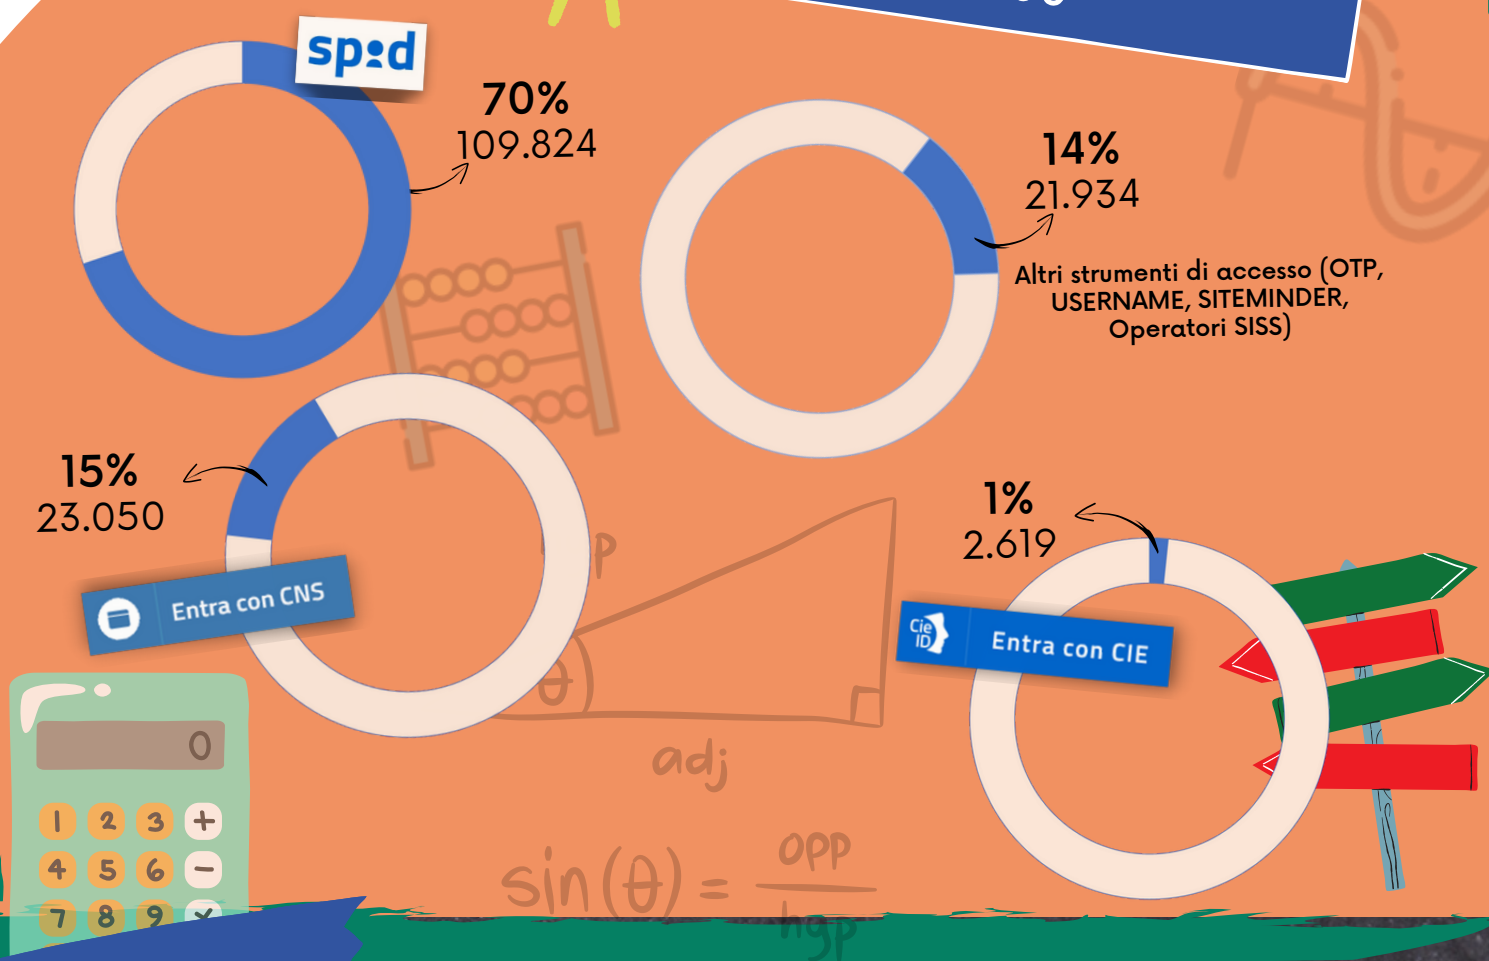 spid
70%
109.824
14%
21.934
Altri strumenti di accesso (OTP,
USERNAME, SITEMINDER,
Operatori SISS)
15%
23.050
Entra con CNS
1%
2.619
Cie
ID
Entra con CIE
θ
adj
sin(θ) = opp
hyp
0
1 2 3 +
4 5 6 −
7 8 9 ×